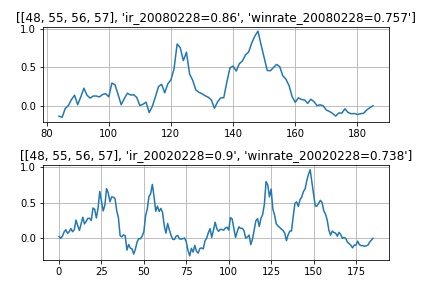 [[48, 55, 56, 57], 'ir_20080228=0.86', 'winrate_20080228=0.757']
1.0
0.5
0.0
80 100 120 140 160 180
[[48, 55, 56, 57], 'ir_20020228=0.9', 'winrate_20020228=0.738']
1.0
0.5
0.0
0 25 50 75 100 125 150 175